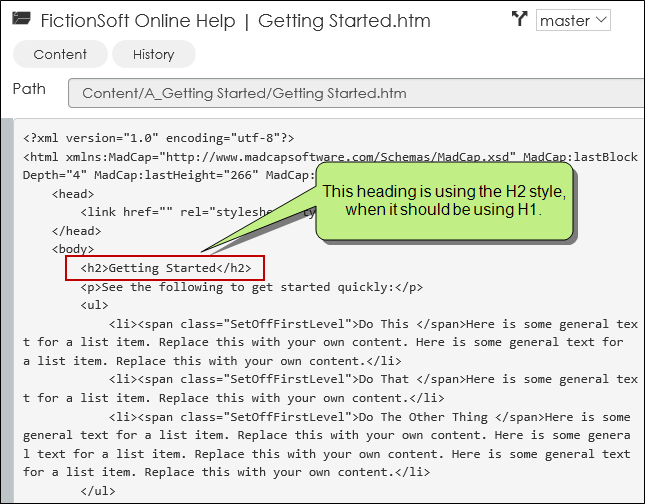 FictionSoft Online Help | Getting Started.htm
master
Content
History
Path
Content/A_Getting Started/Getting Started.htm
<?xml version="1.0" encoding="utf-8"?>
<html xmlns:MadCap="http://www.madcapsoftware.com/Schemas/MadCap.xsd" MadCap:lastBlock
Depth="4" MadCap:lastHeight="266" MadCap:
<head>
<link href="" rel="stylesheet
</head>
This heading is using the H2 style,
when it should be using H1.
<body>
<h2>Getting Started</h2>
<p>See the following to get started quickly:</p>
<ul>
<li><span class="SetOffFirstLevel">Do This </span>Here is some general tex
t for a list item. Replace this with your own content. Here is some general text for
a list item. Replace this with your own content.</li>
<li><span class="SetOffFirstLevel">Do That </span>Here is some general tex
t for a list item. Replace this with your own content.</li>
<li><span class="SetOffFirstLevel">Do The Other Thing </span>Here is some
general text for a list item. Replace this with your own content. Here is some genera
l text for a list item. Replace this with your own content. Here is some general text
for a list item. Replace this with your own content.</li>
</ul>